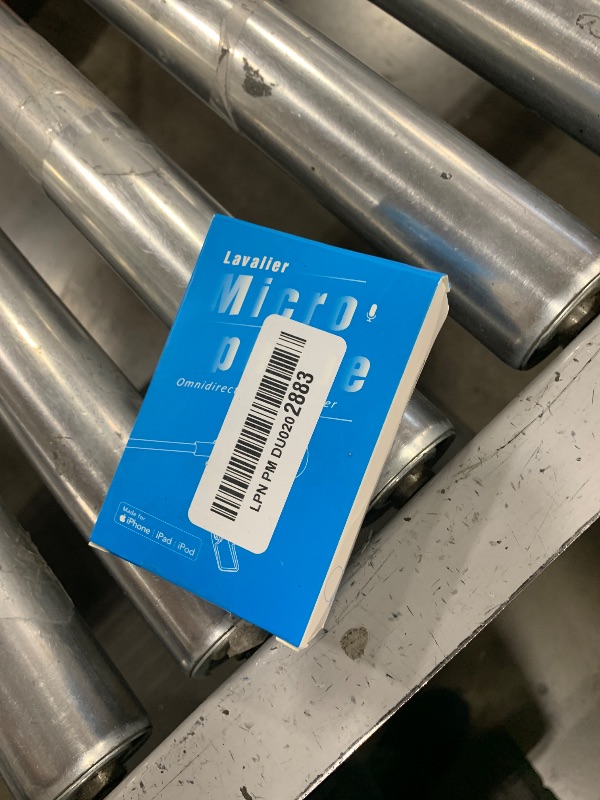 Lavalier
Micro
p e
Omnidirec er
LPN PM DU0202883
Made for
iPhone | iPad | iPod